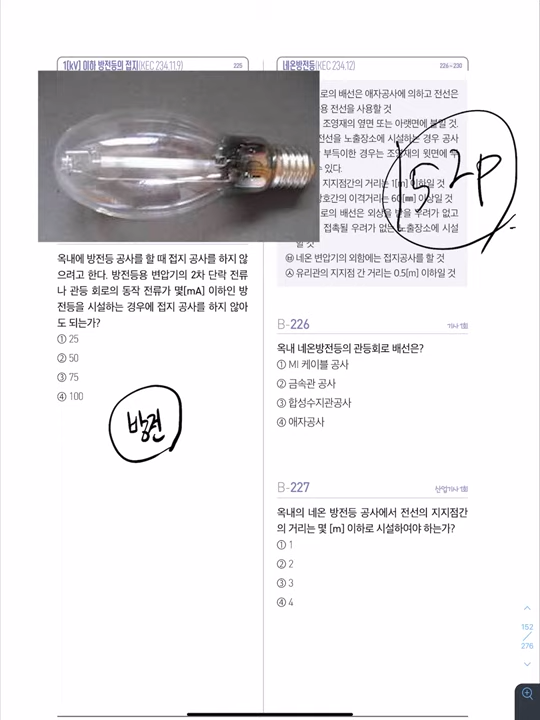 1[kV] 이하 방전등의 접지(KEC 234.11.9) 225
옥내에 방전등 공사를 할 때 접지 공사를 하지 않
으려고 한다. 방전등용 변압기의 2차 단락 전류
나 관등 회로의 동작 전류가 몇[mA] 이하인 방
전등을 시설하는 경우에 접지 공사를 하지 않아
도 되는가?
① 25
② 50
③ 75
④ 100
발견
네온방전등(KEC 234.12) 226~230
로의 배선은 애자공사에 의하고 전선은
용 전선을 사용할 것
조영재의 옆면 또는 아랫면에 붙일 것.
전선을 노출장소에 시설하는 경우 공사
부득이한 경우는 조영재의 윗면에
있다.
지지점간의 거리는 1[m] 이하일 것
호간의 이격거리는 60[㎜] 이상일 것
로의 배선은 외상을 받을 우려가 없고
접촉될 우려가 없는 노출장소에 시설
할 것
152P
㉥ 네온 변압기의 외함에는 접지공사를 할 것
Ⓐ 유리관의 지지점 간 거리는 0.5[m] 이하일 것
B-226 기사 1회
옥내 네온방전등의 관등회로 배선은?
① MI 케이블 공사
② 금속관 공사
③ 합성수지관공사
④ 애자공사
B-227 산업기사 1회
옥내의 네온 방전등 공사에서 전선의 지지점간
의 거리는 몇 [m] 이하로 시설하여야 하는가?
① 1
② 2
③ 3
④ 4
152
276